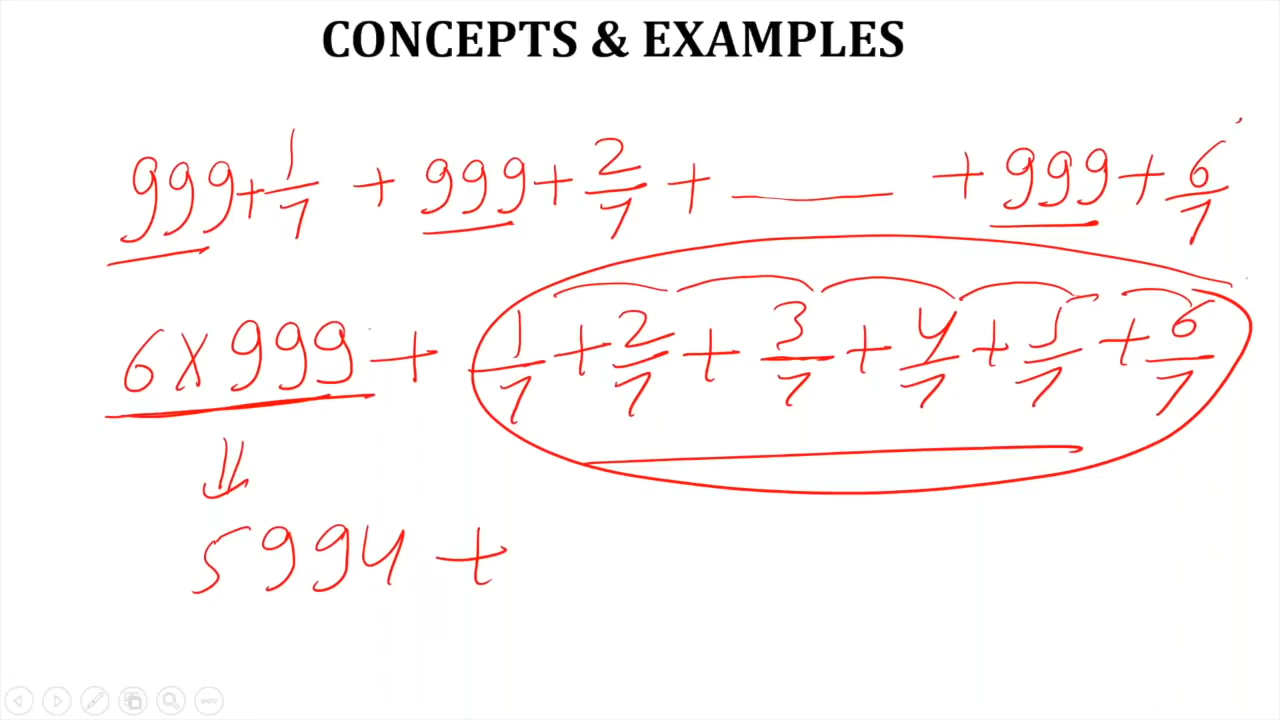 CONCEPTS & EXAMPLES
999 + 1/7 + 999 + 2/7 + ____ + 999 + 6/7
6 × 999 + 1/7 + 2/7 + 3/7 + 4/7 + 5/7 + 6/7
⇓
5994 +